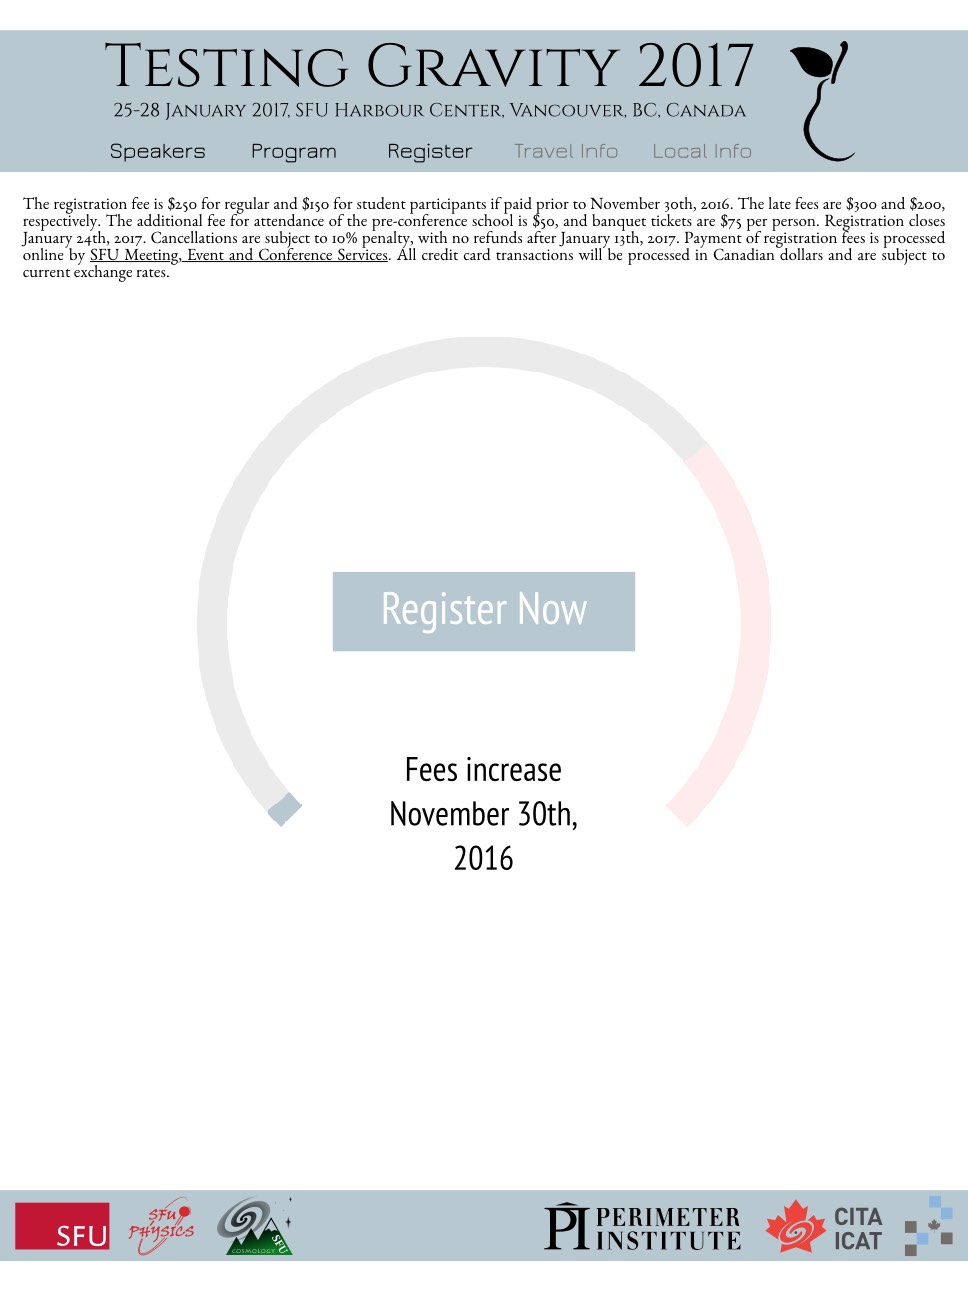 Testing Gravity 2017
25-28 January 2017, SFU Harbour Center, Vancouver, BC, Canada
Speakers Program Register Travel Info Local Info
The registration fee is $250 for regular and $150 for student participants if paid prior to November 30th, 2016. The late fees are $300 and $200,
respectively. The additional fee for attendance of the pre-conference school is $50, and banquet tickets are $75 per person. Registration closes
January 24th, 2017. Cancellations are subject to 10% penalty, with no refunds after January 13th, 2017. Payment of registration fees is processed
online by SFU Meeting, Event and Conference Services. All credit card transactions will be processed in Canadian dollars and are subject to
current exchange rates.
Register Now
Fees increase
November 30th,
2016
SFU
SFU
PHYSICS
COSMOLOGY
SFU
PI
PERIMETER
INSTITUTE
CITA
ICAT